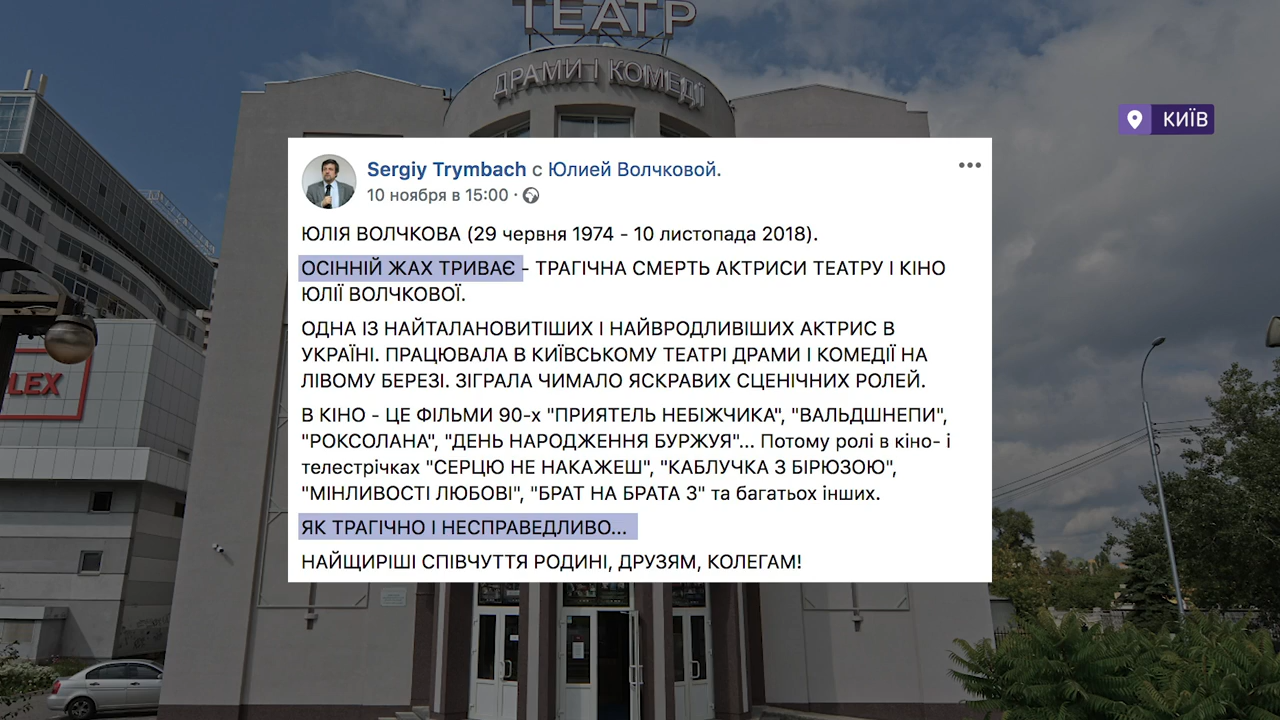 ТЕАТР
ДРАМИ І КОМЕДІЇ
КИЇВ
LEX
Sergiy Trymbach с Юлией Волчковой.
10 ноября в 15:00 ·
ЮЛІЯ ВОЛЧКОВА (29 червня 1974 - 10 листопада 2018).
ОСІННІЙ ЖАХ ТРИВАЄ - ТРАГІЧНА СМЕРТЬ АКТРИСИ ТЕАТРУ І КІНО
ЮЛІЇ ВОЛЧКОВОЇ.
ОДНА ІЗ НАЙТАЛАНОВИТІШИХ І НАЙВРОДЛИВІШИХ АКТРИС В
УКРАЇНІ. ПРАЦЮВАЛА В КИЇВСЬКОМУ ТЕАТРІ ДРАМИ І КОМЕДІЇ НА
ЛІВОМУ БЕРЕЗІ. ЗІГРАЛА ЧИМАЛО ЯСКРАВИХ СЦЕНІЧНИХ РОЛЕЙ.
В КІНО - ЦЕ ФІЛЬМИ 90-х "ПРИЯТЕЛЬ НЕБІЖЧИКА", "ВАЛЬДШНЕПИ",
"РОКСОЛАНА", "ДЕНЬ НАРОДЖЕННЯ БУРЖУЯ"... Потому ролі в кіно- і
телестрічках "СЕРЦЮ НЕ НАКАЖЕШ", "КАБЛУЧКА З БІРЮЗОЮ",
"МІНЛИВОСТІ ЛЮБОВІ", "БРАТ НА БРАТА 3" та багатьох інших.
ЯК ТРАГІЧНО І НЕСПРАВЕДЛИВО...
НАЙЩИРІШІ СПІВЧУТТЯ РОДИНІ, ДРУЗЯМ, КОЛЕГАМ!